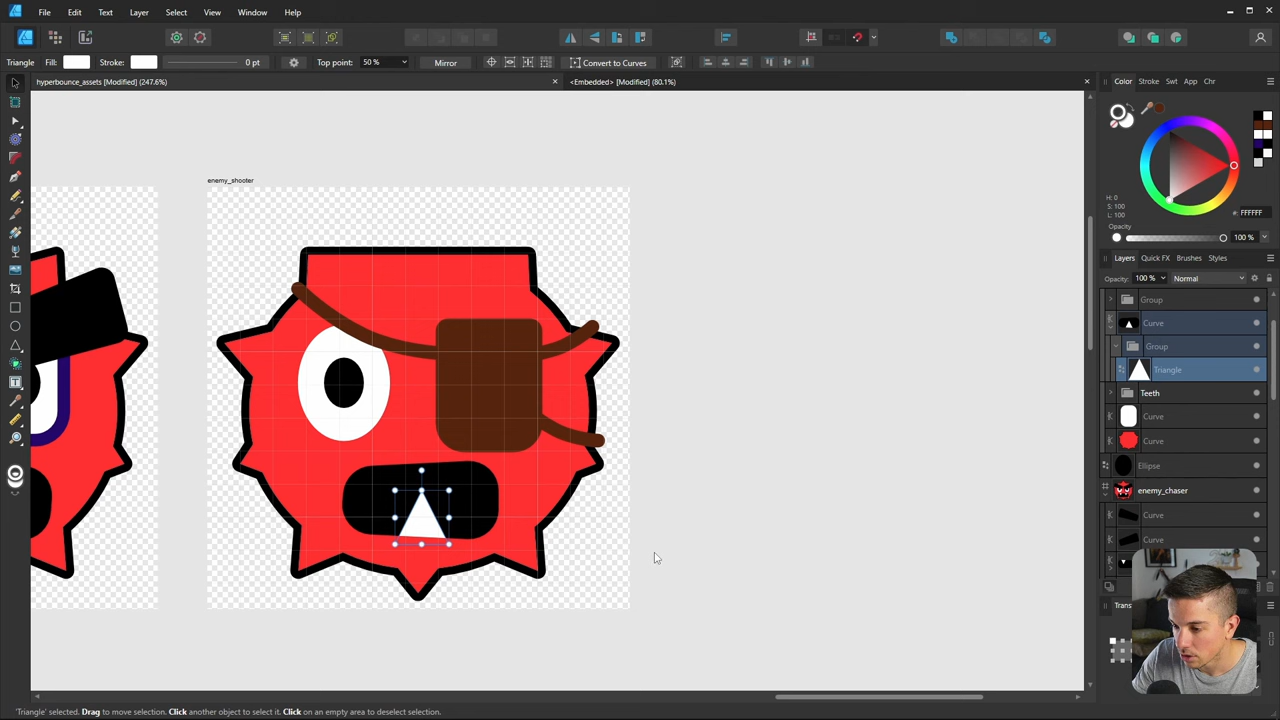 File Edit Text Layer Select View Window Help
Triangle Fill: Stroke: 0 pt Top point: 50 % Mirror Convert to Curves
hyperbounce_assets [Modified] (247.6%) × <Embedded> [Modified] (80.1%) ×
Color Stroke Swt App Chr
H: 0
S: 100
L: 100
#: FFFFFF
Opacity
100 %
Layers Quick FX Brushes Styles
Opacity: 100 % Normal
Group
Curve
Group
Triangle
Teeth
Curve
Curve
Ellipse
enemy_chaser
Curve
Curve
enemy_shooter
'Triangle' selected. Drag to move selection. Click another object to select it. Click on an empty area to deselect selection.